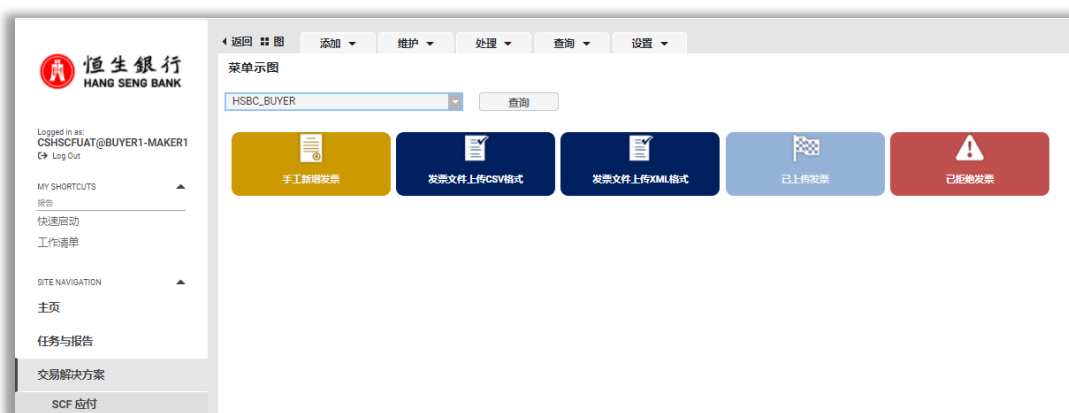 恒生銀行
HANG SENG BANK
Logged in as:
CSHSCFUAT@BUYER1-MAKER1
Log Out
MY SHORTCUTS
报告
快速启动
工作清单
SITE NAVIGATION
主页
任务与报告
交易解决方案
SCF 应付
返回 图 添加 维护 处理 查询 设置
菜单示图
HSBC_BUYER 查询
手工新增发票 发票文件上传CSV格式 发票文件上传XML格式 已上传发票 已拒绝发票